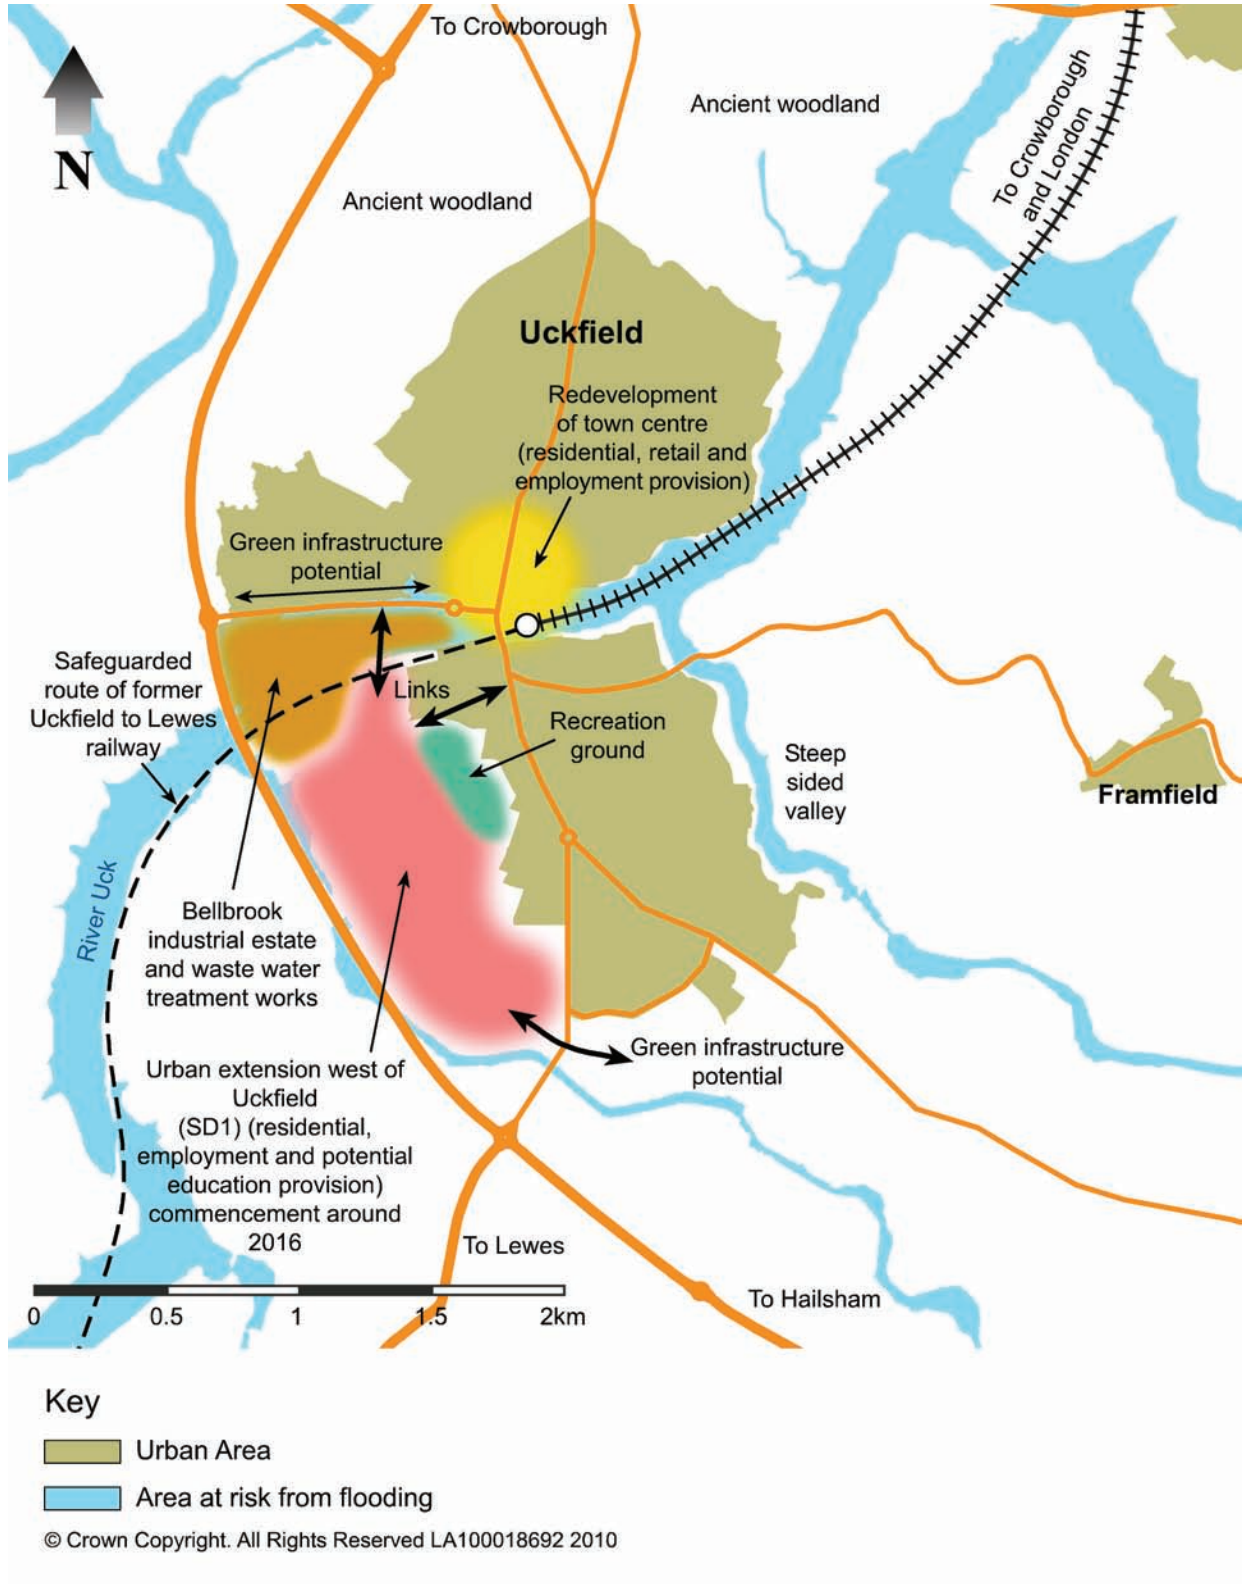 To Crowborough
Ancient woodland
To Crowborough
and London
N
Ancient woodland
Uckfield
Redevelopment
of town centre
(residential, retail and
employment provision)
Green infrastructure
potential
Safeguarded
route of former
Uckfield to Lewes
railway
Links
Recreation
ground
Steep
sided
valley
Framfield
River Uck
Bellbrook
industrial estate
and waste water
treatment works
Green infrastructure
potential
Urban extension west of
Uckfield
(SD1) (residential,
employment and potential
education provision)
commencement around
2016
To Lewes
To Hailsham
0 0.5 1 1.5 2km
Key
Urban Area
Area at risk from flooding
© Crown Copyright. All Rights Reserved LA100018692 2010